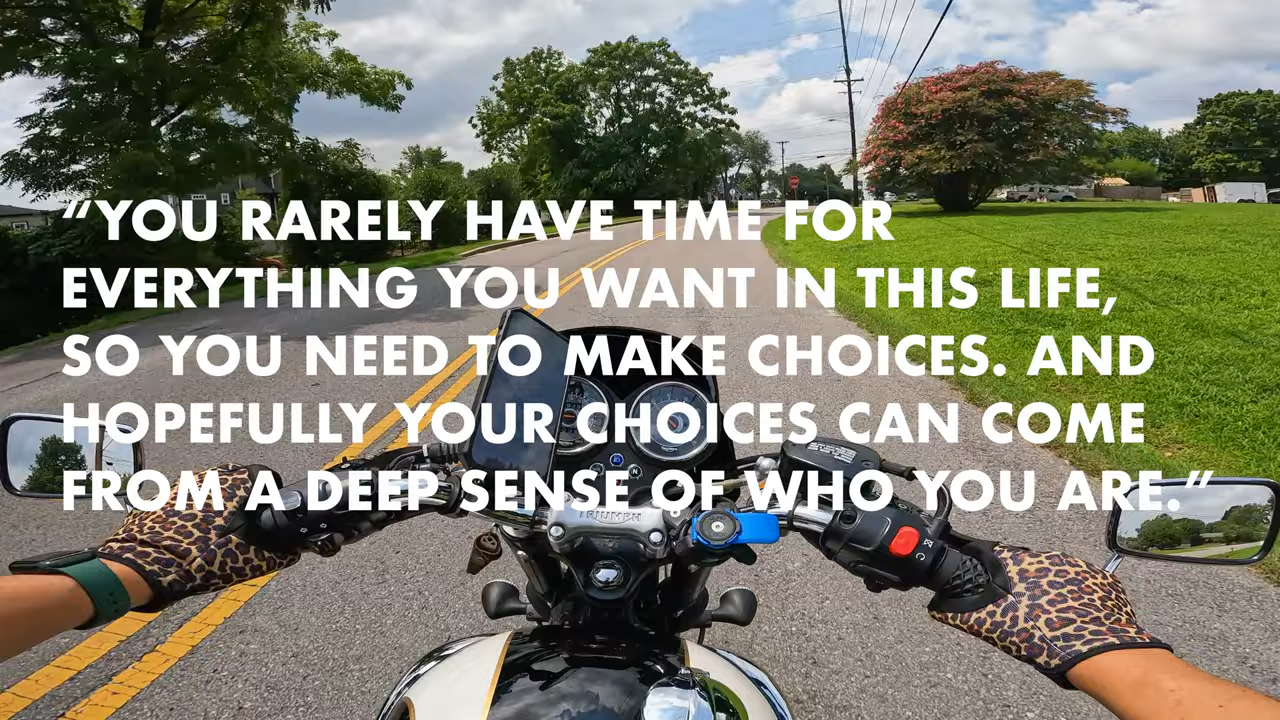 “YOU RARELY HAVE TIME FOR
EVERYTHING YOU WANT IN THIS LIFE,
SO YOU NEED TO MAKE CHOICES. AND
HOPEFULLY YOUR CHOICES CAN COME
FROM A DEEP SENSE OF WHO YOU ARE.”
TRIUMPH